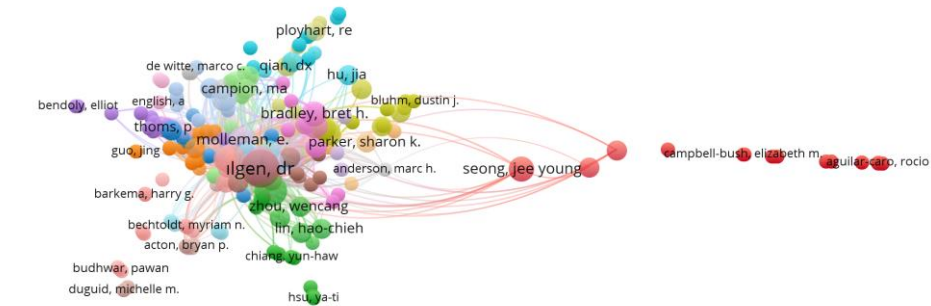 ployhart, re
de witte, marco c.
qian, dx
hu, jia
campion, ma
bendoly, elliot
english, a
bluhm, dustin j.
bradley, bret h.
thoms, p
molleman, e.
parker, sharon k.
guo, jing
ilgen, dr
anderson, marc h.
seong, jee young
campbell-bush, elizabeth m.
aguilar-caro, rocio
barkema, harry g.
zhou, wencang
bechtoldt, myriam n.
lin, hao-chieh
acton, bryan p.
chiang, yun-haw
budhwar, pawan
duguid, michelle m.
hsu, ya-ti